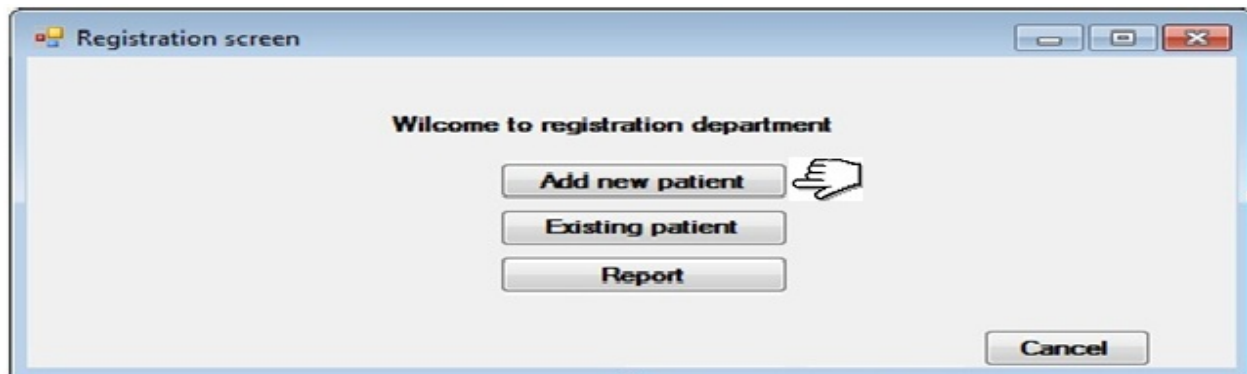 Registration screen
Wilcome to registration department
Add new patient
Existing patient
Report
Cancel